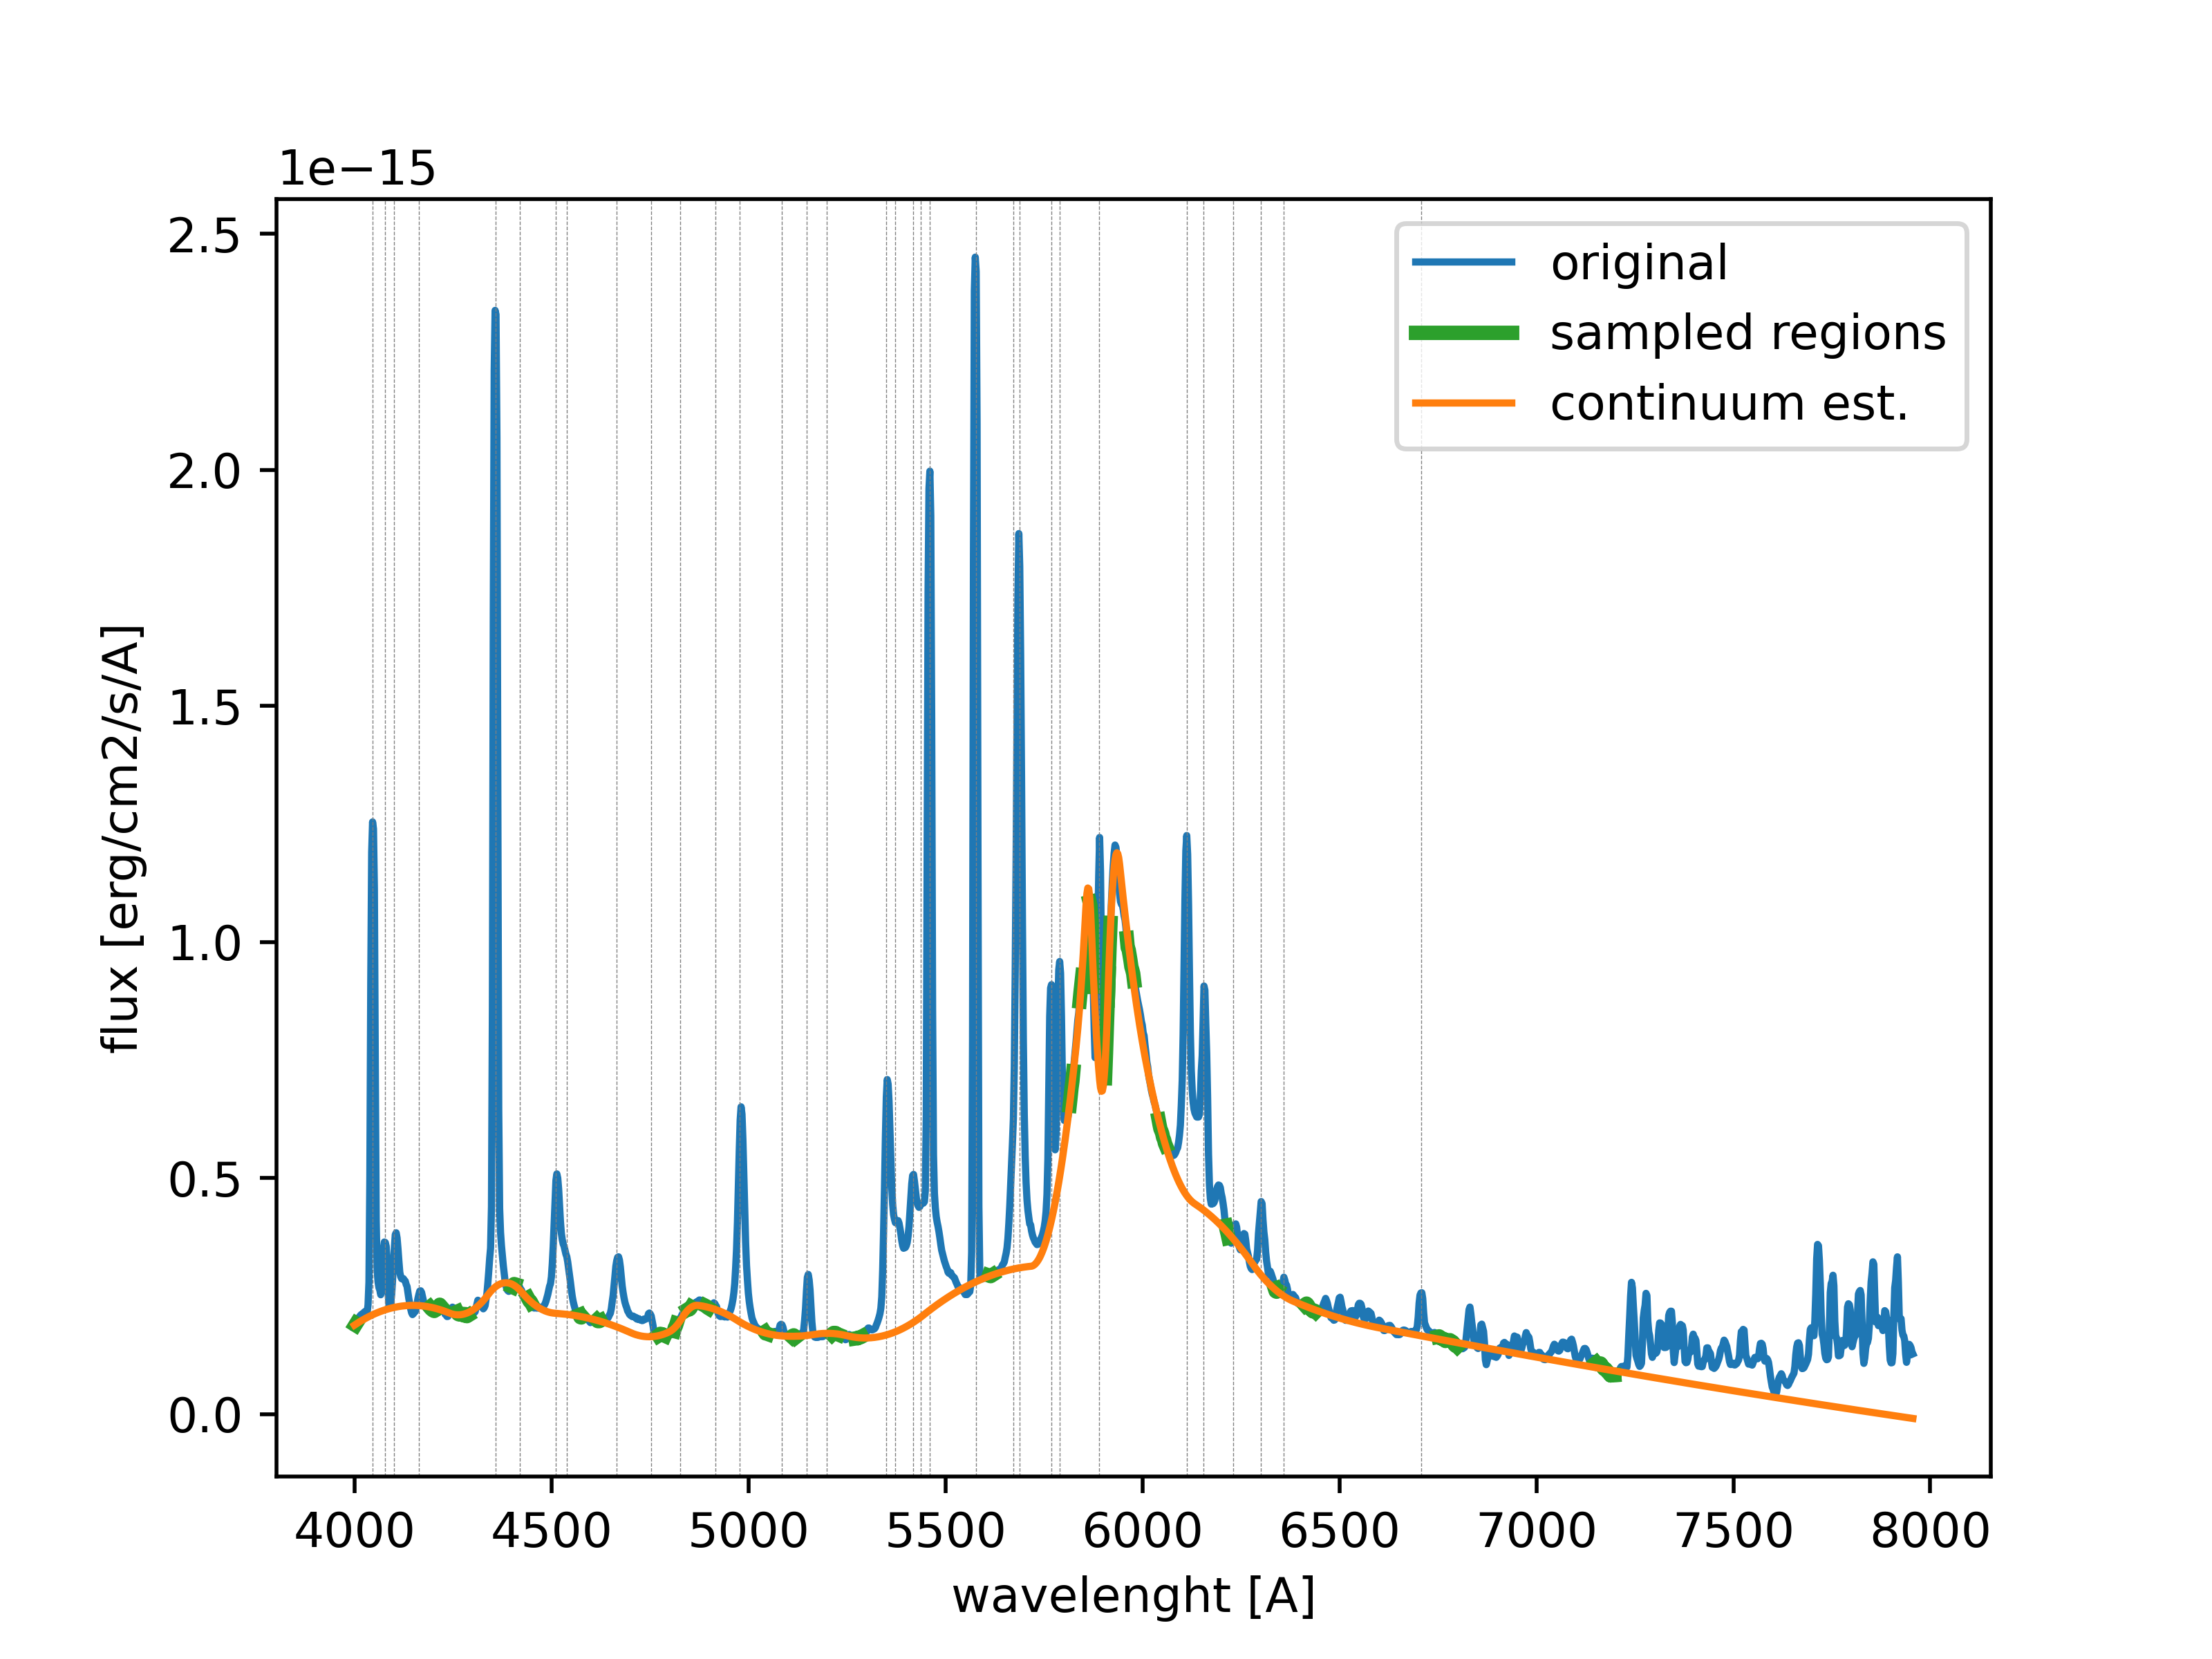 1e−15
2.5
2.0
1.5
1.0
0.5
0.0
flux [erg/cm2/s/A]
original
sampled regions
continuum est.
4000 4500 5000 5500 6000 6500 7000 7500 8000
wavelenght [A]